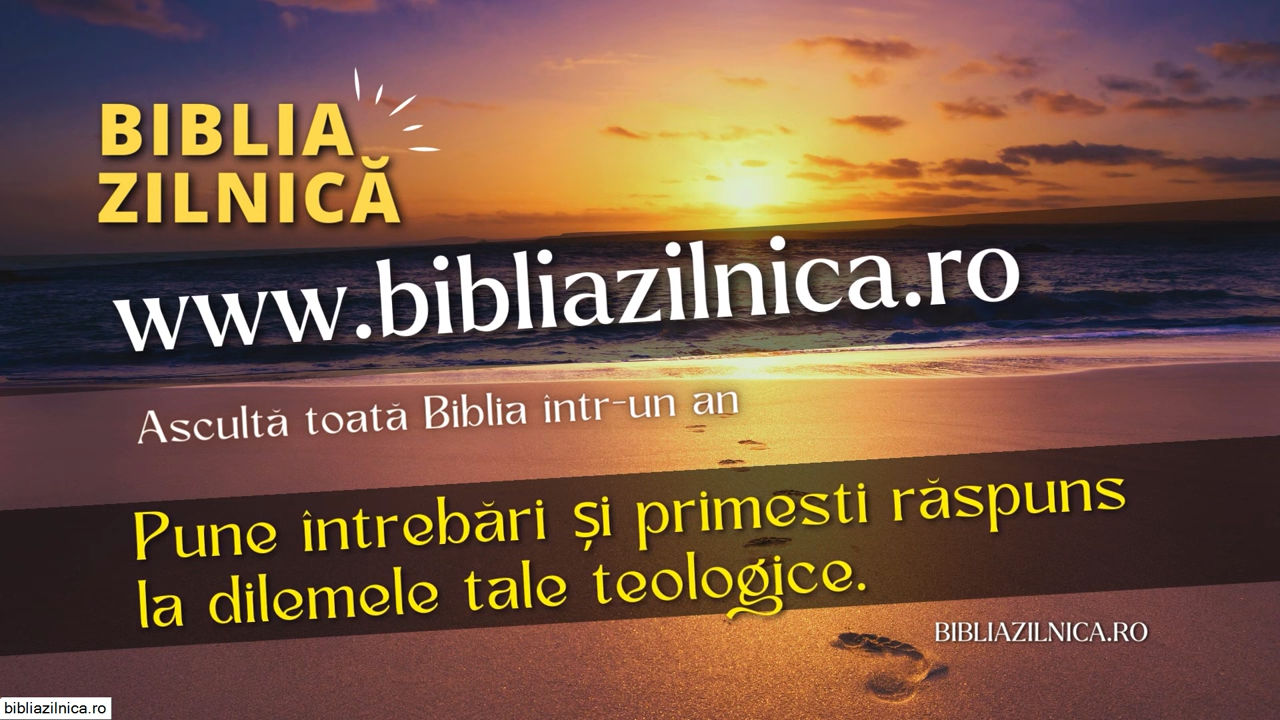 BIBLIA
ZILNICĂ
www.bibliazilnica.ro
Ascultă toată Biblia într-un an
Pune întrebări și primesti răspuns
la dilemele tale teologice.
BIBLIAZILNICA.RO
bibliazilnica.ro